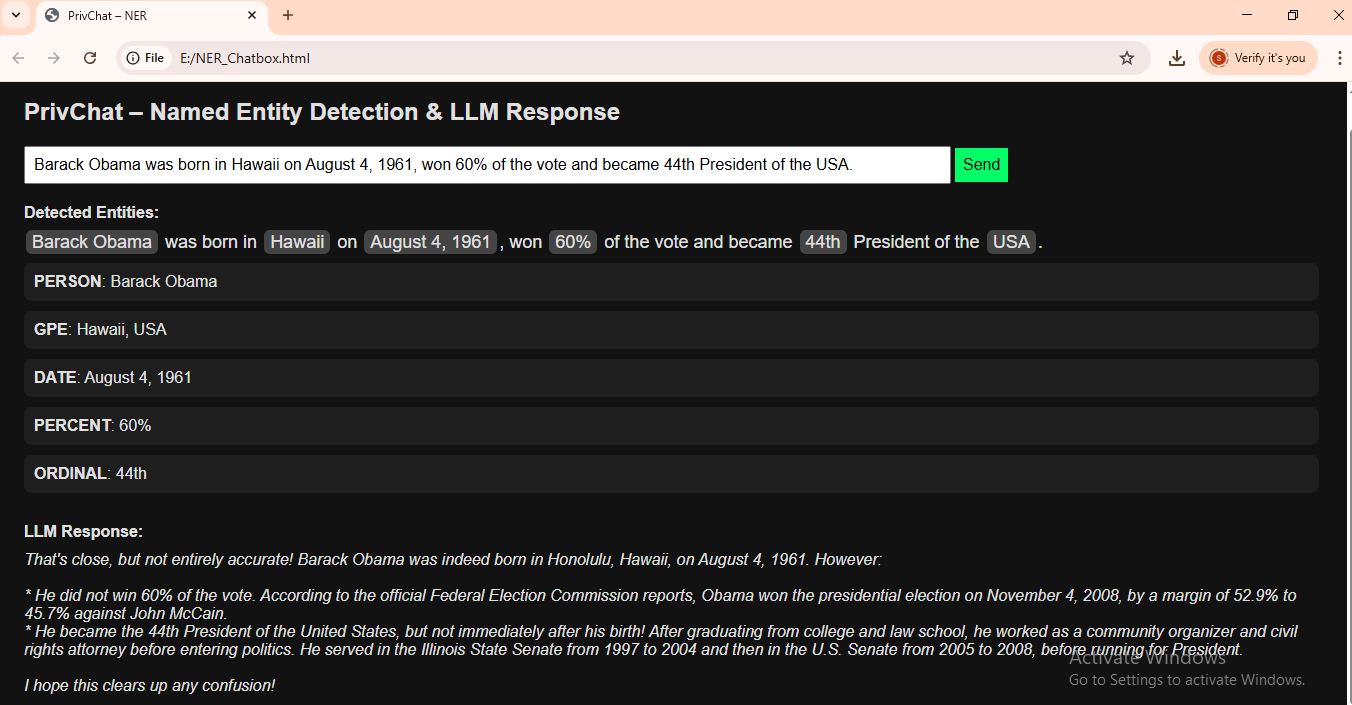 PrivChat – NER
File E:/NER_Chatbox.html S Verify it's you
PrivChat – Named Entity Detection & LLM Response
Barack Obama was born in Hawaii on August 4, 1961, won 60% of the vote and became 44th President of the USA. Send
Detected Entities:
Barack Obama was born in Hawaii on August 4, 1961 , won 60% of the vote and became 44th President of the USA .
PERSON: Barack Obama
GPE: Hawaii, USA
DATE: August 4, 1961
PERCENT: 60%
ORDINAL: 44th
LLM Response:
That's close, but not entirely accurate! Barack Obama was indeed born in Honolulu, Hawaii, on August 4, 1961. However:
* He did not win 60% of the vote. According to the official Federal Election Commission reports, Obama won the presidential election on November 4, 2008, by a margin of 52.9% to
45.7% against John McCain.
* He became the 44th President of the United States, but not immediately after his birth! After graduating from college and law school, he worked as a community organizer and civil
rights attorney before entering politics. He served in the Illinois State Senate from 1997 to 2004 and then in the U.S. Senate from 2005 to 2008, before running for President.
I hope this clears up any confusion!
Activate Windows
Go to Settings to activate Windows.